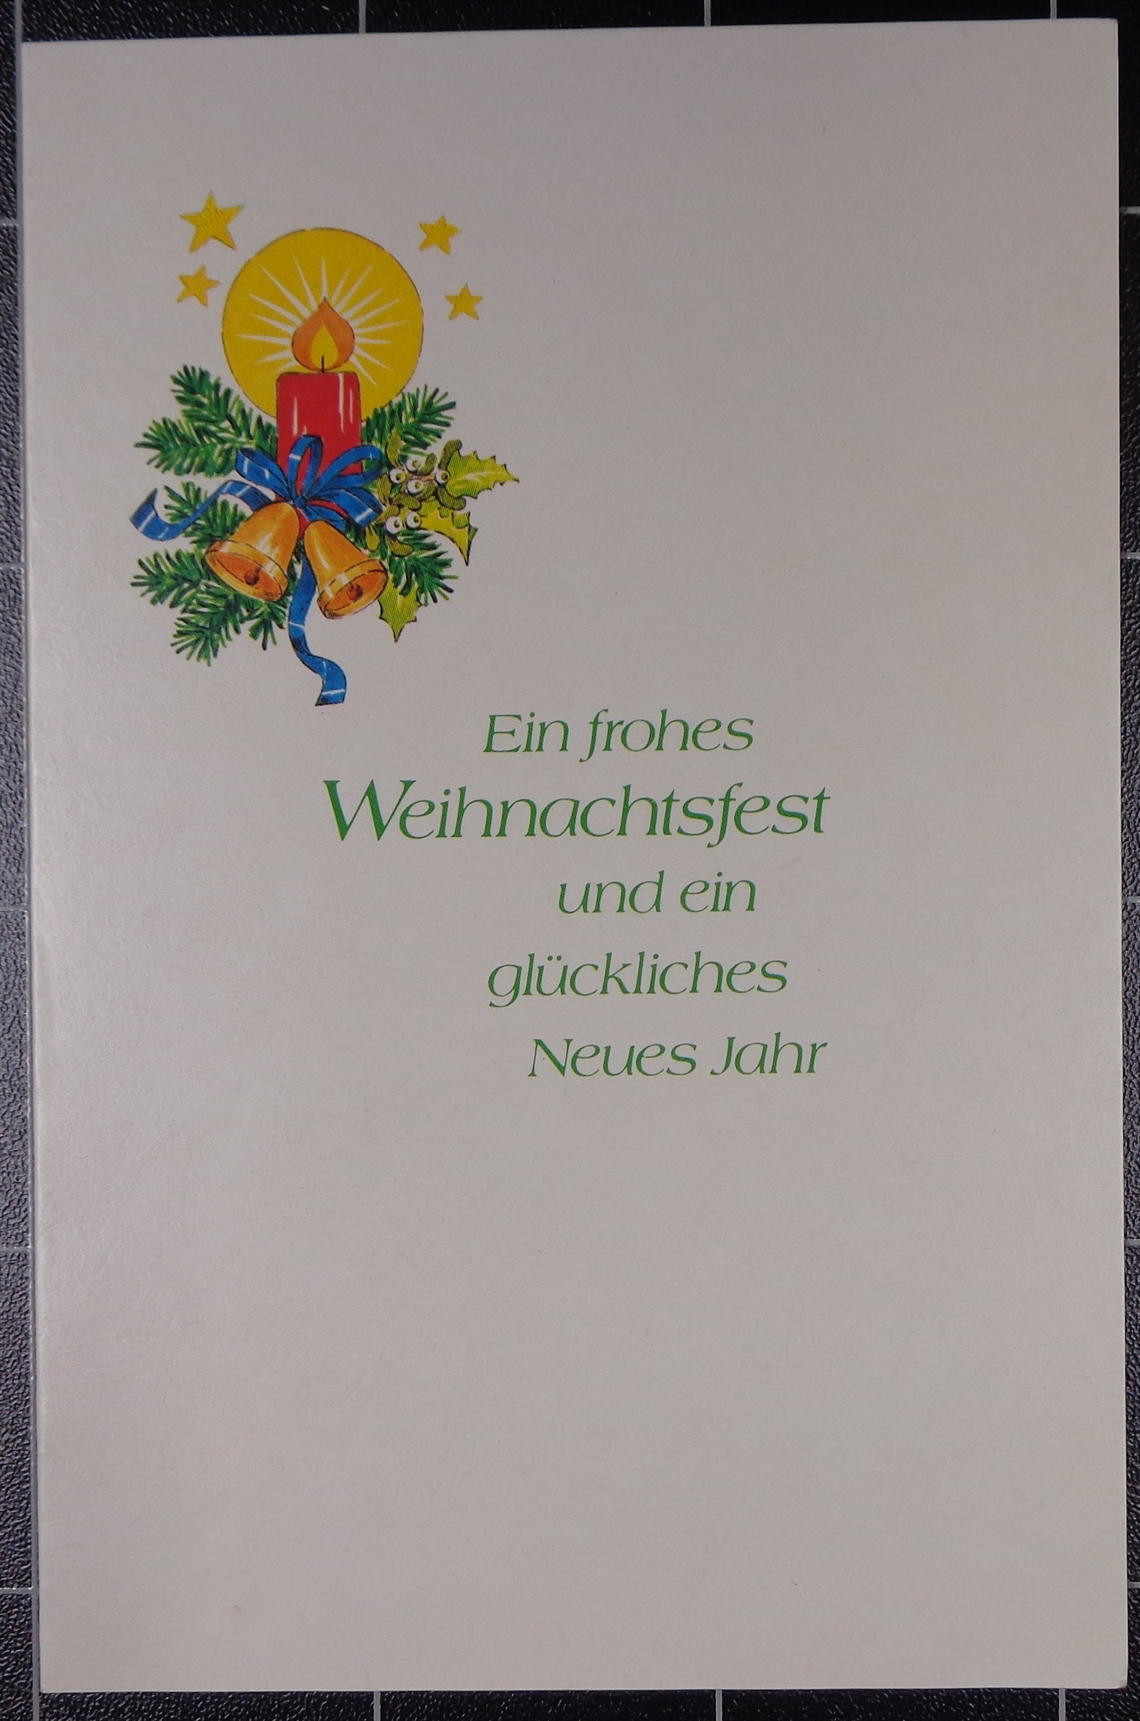 Ein frohes
Weihnachtsfest
und ein
glückliches
Neues Jahr